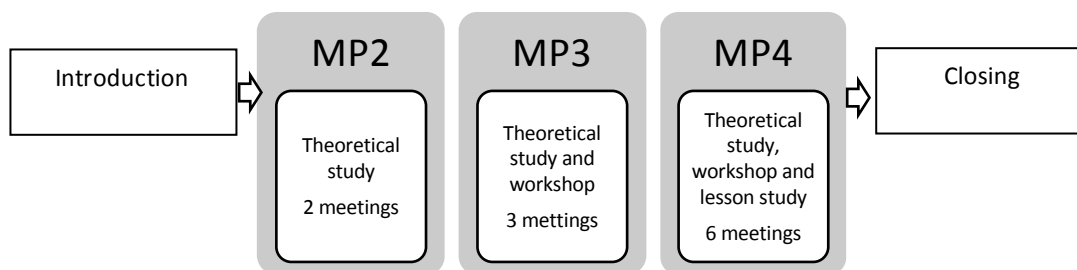 Introduction
MP2
Theoretical
study
2 meetings
MP3
Theoretical
study and
workshop
3 mettings
MP4
Theoretical
study,
workshop and
lesson study
6 meetings
Closing